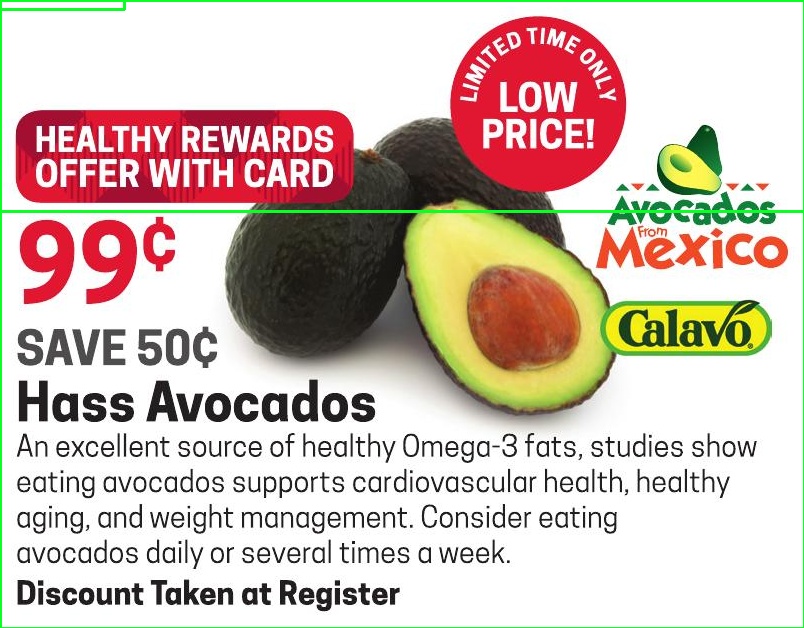 LIMITED TIME ONLY
LOW
PRICE!
HEALTHY REWARDS
OFFER WITH CARD
Avocados
From
Mexico
99¢
Calavo
SAVE 50¢
Hass Avocados
An excellent source of healthy Omega-3 fats, studies show
eating avocados supports cardiovascular health, healthy
aging, and weight management. Consider eating
avocados daily or several times a week.
Discount Taken at Register